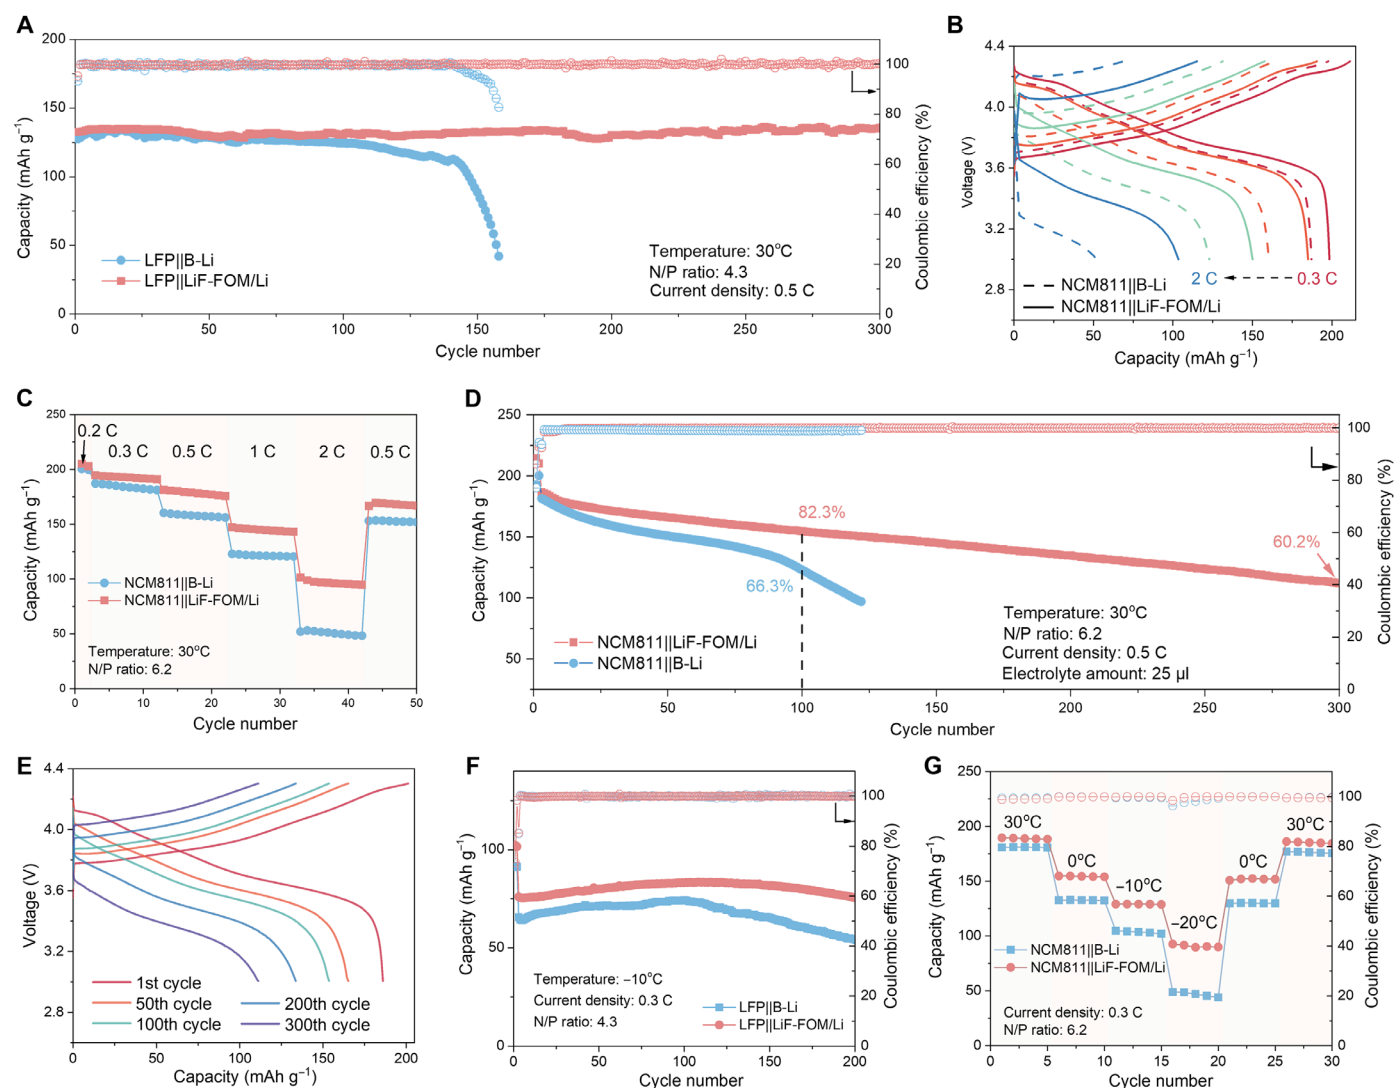 A
200
150
100
50
0
Capacity (mAh g⁻¹)
100
80
60
40
20
0
Coulombic efficiency (%)
LFP||B-Li
LFP||LiF-FOM/Li
Temperature: 30°C
N/P ratio: 4.3
Current density: 0.5 C
0 50 100 150 200 250 300
Cycle number
B
4.4
4.0
3.6
3.2
2.8
Voltage (V)
2 C
0.3 C
NCM811||B-Li
NCM811||LiF-FOM/Li
0 50 100 150 200
Capacity (mAh g⁻¹)
C
250
200
150
100
50
0
Capacity (mAh g⁻¹)
0.2 C
0.3 C
0.5 C
1 C
2 C
0.5 C
NCM811||B-Li
NCM811||LiF-FOM/Li
Temperature: 30°C
N/P ratio: 6.2
0 10 20 30 40 50
Cycle number
D
250
200
150
100
50
Capacity (mAh g⁻¹)
100
80
60
40
20
0
Coulombic efficiency (%)
82.3%
66.3%
60.2%
NCM811||LiF-FOM/Li
NCM811||B-Li
Temperature: 30°C
N/P ratio: 6.2
Current density: 0.5 C
Electrolyte amount: 25 µl
0 50 100 150 200 250 300
Cycle number
E
4.4
4.0
3.6
3.2
2.8
Voltage (V)
1st cycle
50th cycle
100th cycle
200th cycle
300th cycle
0 50 100 150 200
Capacity (mAh g⁻¹)
F
100
50
0
Capacity (mAh g⁻¹)
100
80
60
40
20
0
Coulombic efficiency (%)
Temperature: –10°C
Current density: 0.3 C
N/P ratio: 4.3
LFP||B-Li
LFP||LiF-FOM/Li
0 50 100 150 200
Cycle number
G
250
200
150
100
50
0
Capacity (mAh g⁻¹)
100
80
60
40
20
0
Coulombic efficiency (%)
30°C
0°C
–10°C
–20°C
0°C
30°C
NCM811||B-Li
NCM811||LiF-FOM/Li
Current density: 0.3 C
N/P ratio: 6.2
0 5 10 15 20 25 30
Cycle number